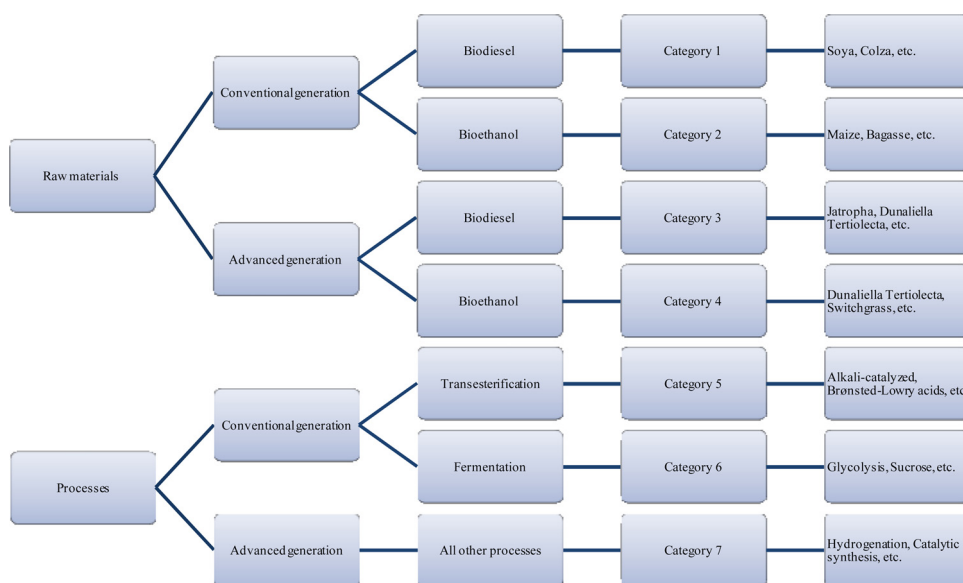 Biodiesel
Category 1
Soya, Colza, etc.
Conventional generation
Bioethanol
Category 2
Maize, Bagasse, etc.
Raw materials
Biodiesel
Category 3
Jatropha, Dunaliella
Tertiolecta, etc.
Advanced generation
Bioethanol
Category 4
Dunaliella Tertiolecta,
Switchgrass, etc.
Transesterification
Category 5
Alkali-catalyzed,
Brønsted-Lowry acids, etc
Conventional generation
Fermentation
Category 6
Glycolysis, Sucrose, etc.
Processes
Advanced generation
All other processes
Category 7
Hydrogenation, Catalytic
synthesis, etc.